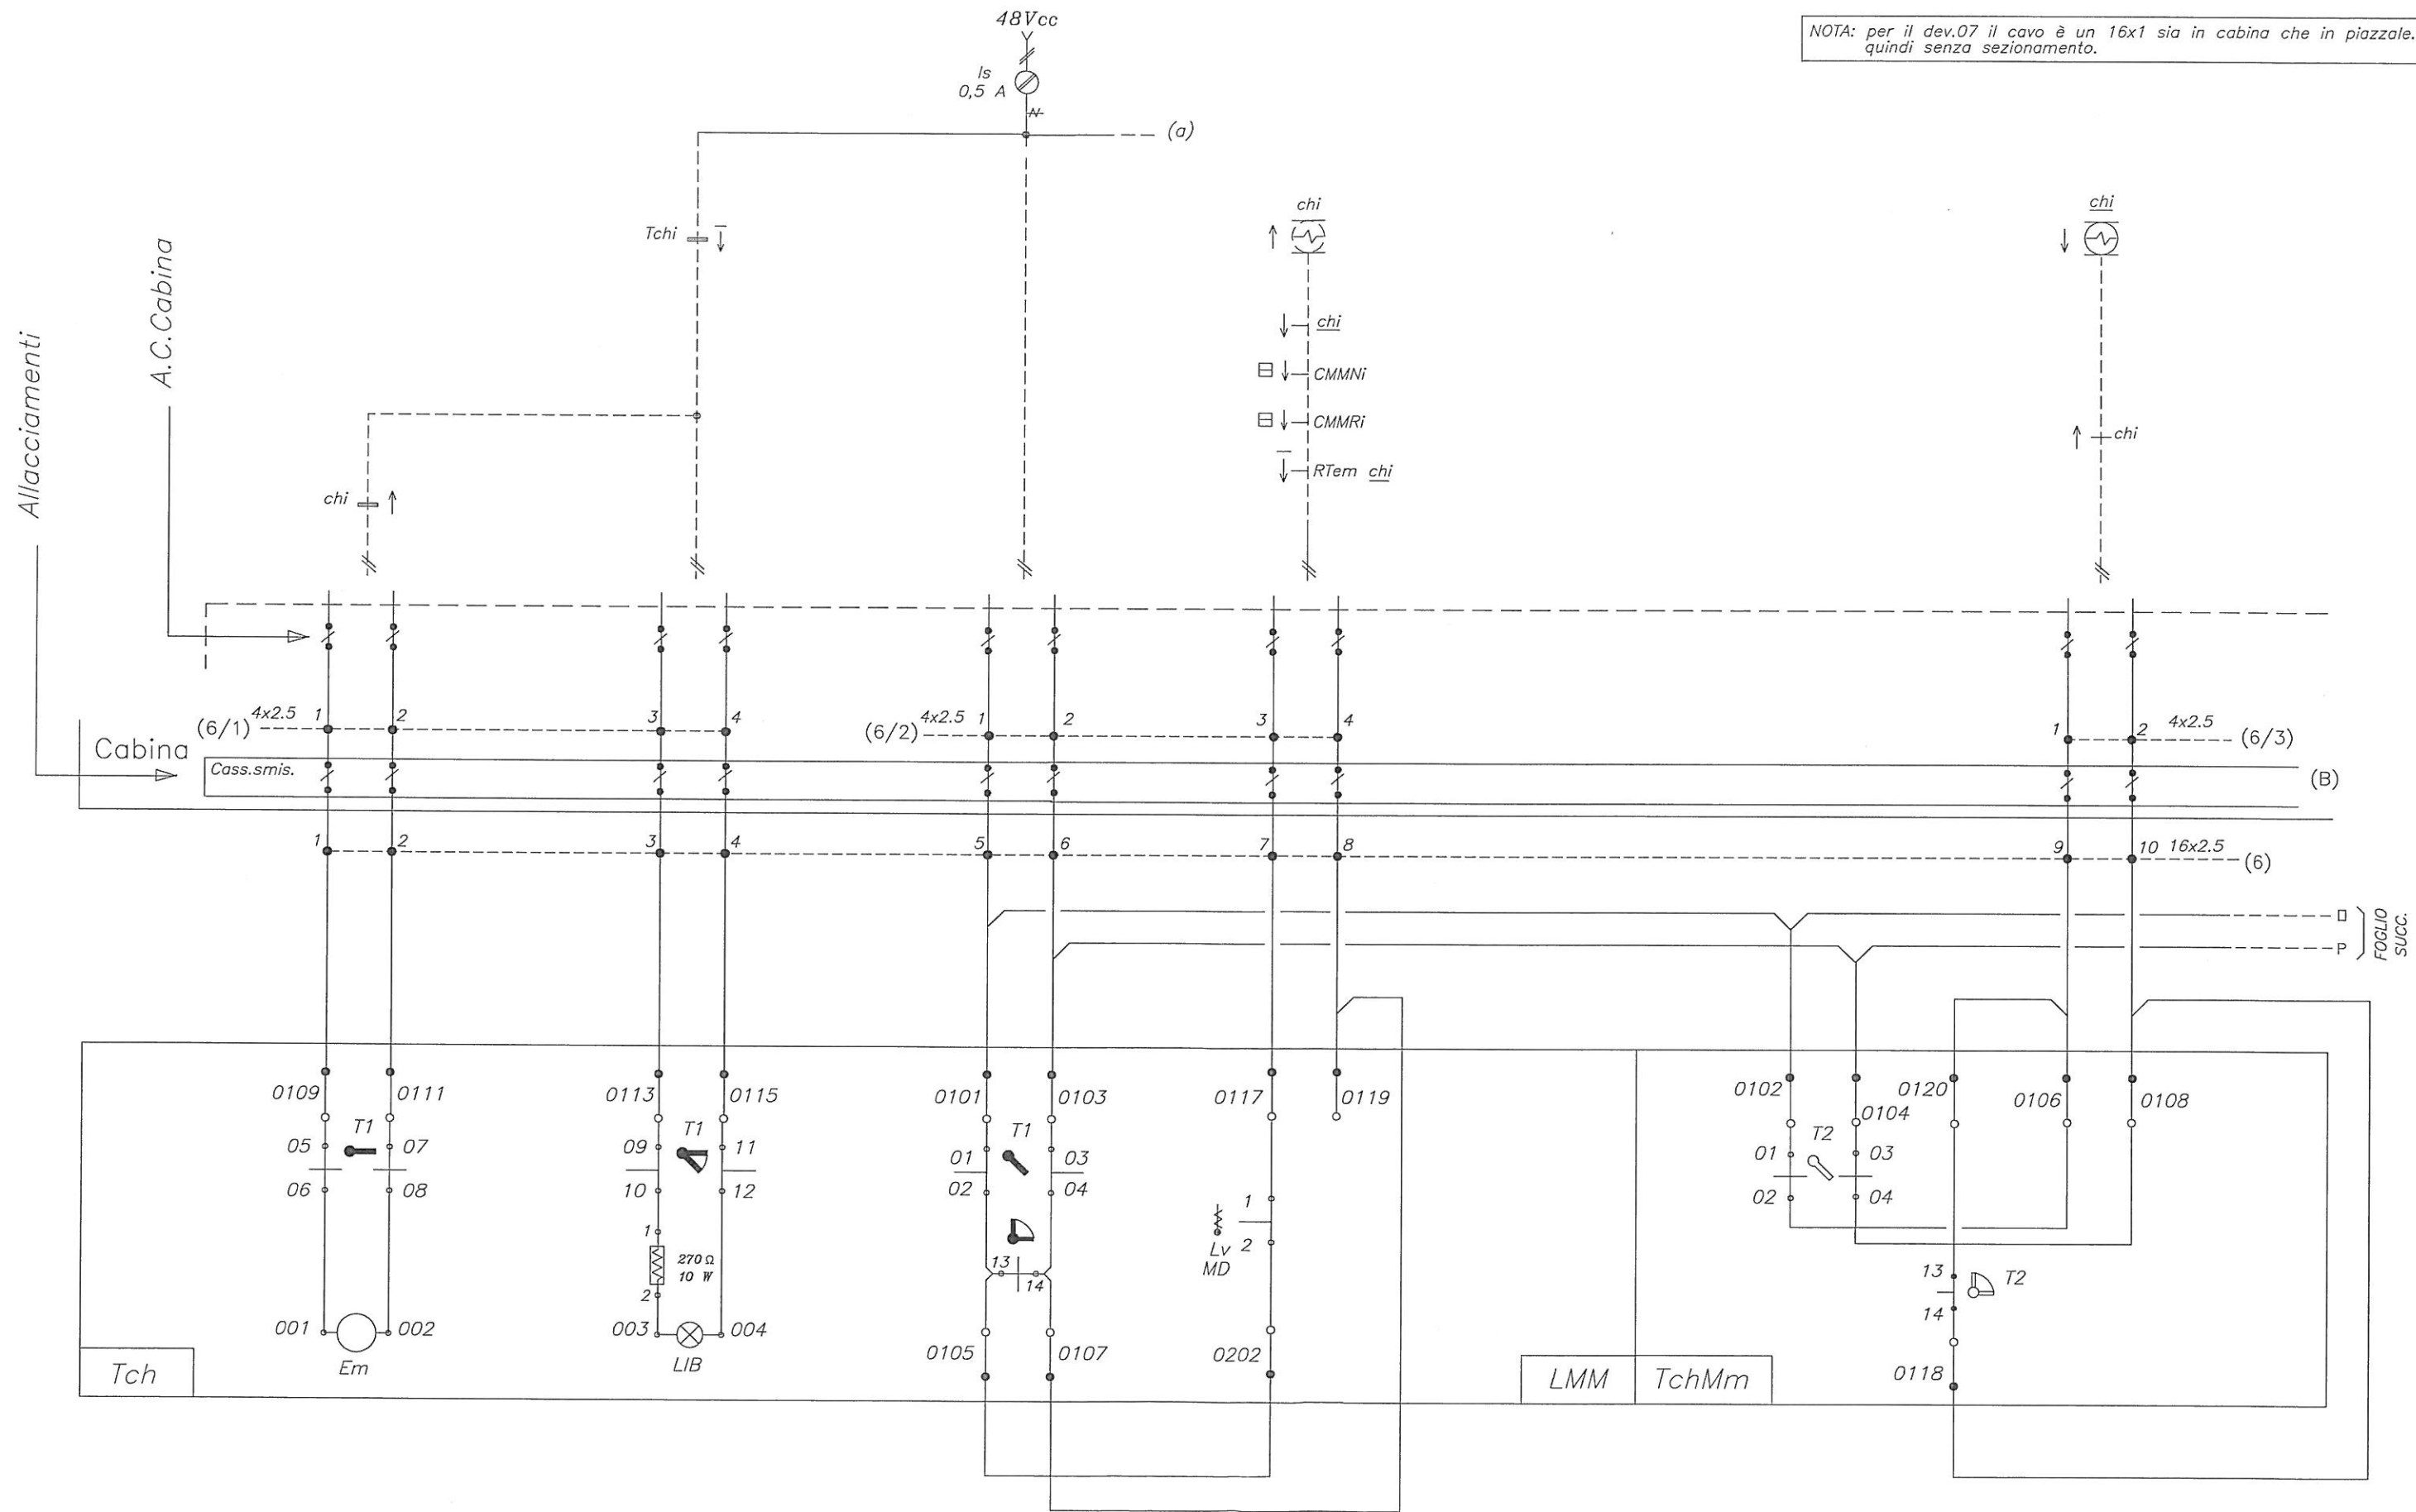 48Vcc
NOTA: per il dev.07 il cavo è un 16x1 sia in cabina che in piazzale.
quindi senza sezionamento.
Is
0,5 A
(a)
Allacciamenti
A.C.Cabina
Tchi
chi
chi
chi
CMMNi
CMMRi
RTem chi
chi
chi
(6/1) 4x2.5 1 2 3 4
(6/2) 4x2.5 1 2 3 4
1 2 4x2.5 (6/3)
Cabina
Cass.smis.
(B)
1 2 3 4 5 6 7 8 9 10 16x2.5 (6)
P
FOGLIO
SUCC.
0109 0111 0113 0115 0101 0103 0117 0119 0102 0104 0120 0106 0108
T1 T1 T1 T2
05 07 09 11 01 03 01 03
06 08 10 12 02 04 02 04
1
270 Ω
10 W
2
1
Lv 2
MD
13 14
13 T2
14
001 002
Em
003 004
LIB
0105 0107 0202 0118
Tch
LMM
TchMm